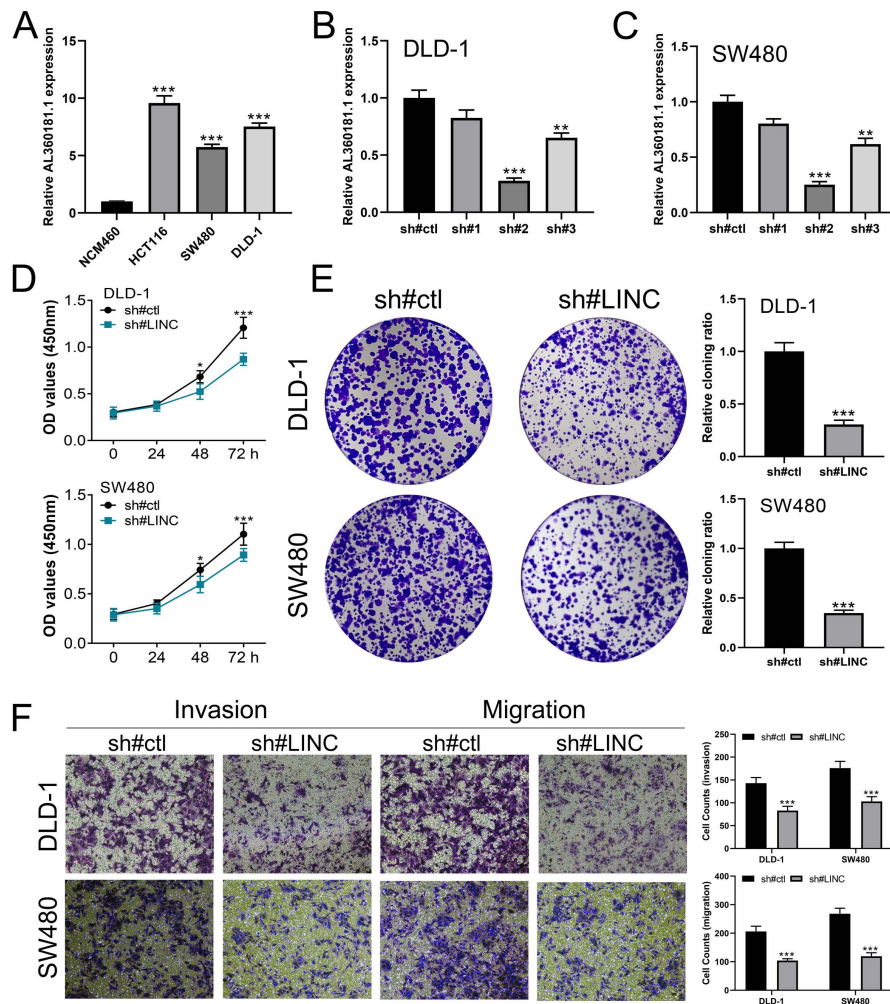 A
Relative AL360181.1 expression
15
10
5
0
***
***
***
NCM460
HCT116
SW480
DLD-1
B
DLD-1
Relative AL360181.1 expression
1.5
1.0
0.5
0.0
***
**
sh#ctl sh#1 sh#2 sh#3
C
SW480
Relative AL360181.1 expression
1.5
1.0
0.5
0.0
***
**
sh#ctl sh#1 sh#2 sh#3
D
DLD-1
sh#ctl
sh#LINC
OD values (450nm)
1.5
1.0
0.5
0.0
*
***
0 24 48 72 h
SW480
sh#ctl
sh#LINC
OD values (450nm)
1.5
1.0
0.5
0.0
*
***
0 24 48 72 h
E
sh#ctl sh#LINC
DLD-1
SW480
DLD-1
Relative cloning ratio
1.5
1.0
0.5
0.0
***
sh#ctl sh#LINC
SW480
Relative cloning ratio
1.5
1.0
0.5
0.0
***
sh#ctl sh#LINC
F
Invasion Migration
sh#ctl sh#LINC sh#ctl sh#LINC
DLD-1
SW480
sh#ctl sh#LINC
Cell Counts (invasion)
250
200
150
100
50
0
***
***
DLD-1 SW480
sh#ctl sh#LINC
Cell Counts (migration)
400
300
200
100
0
***
***
DLD-1 SW480